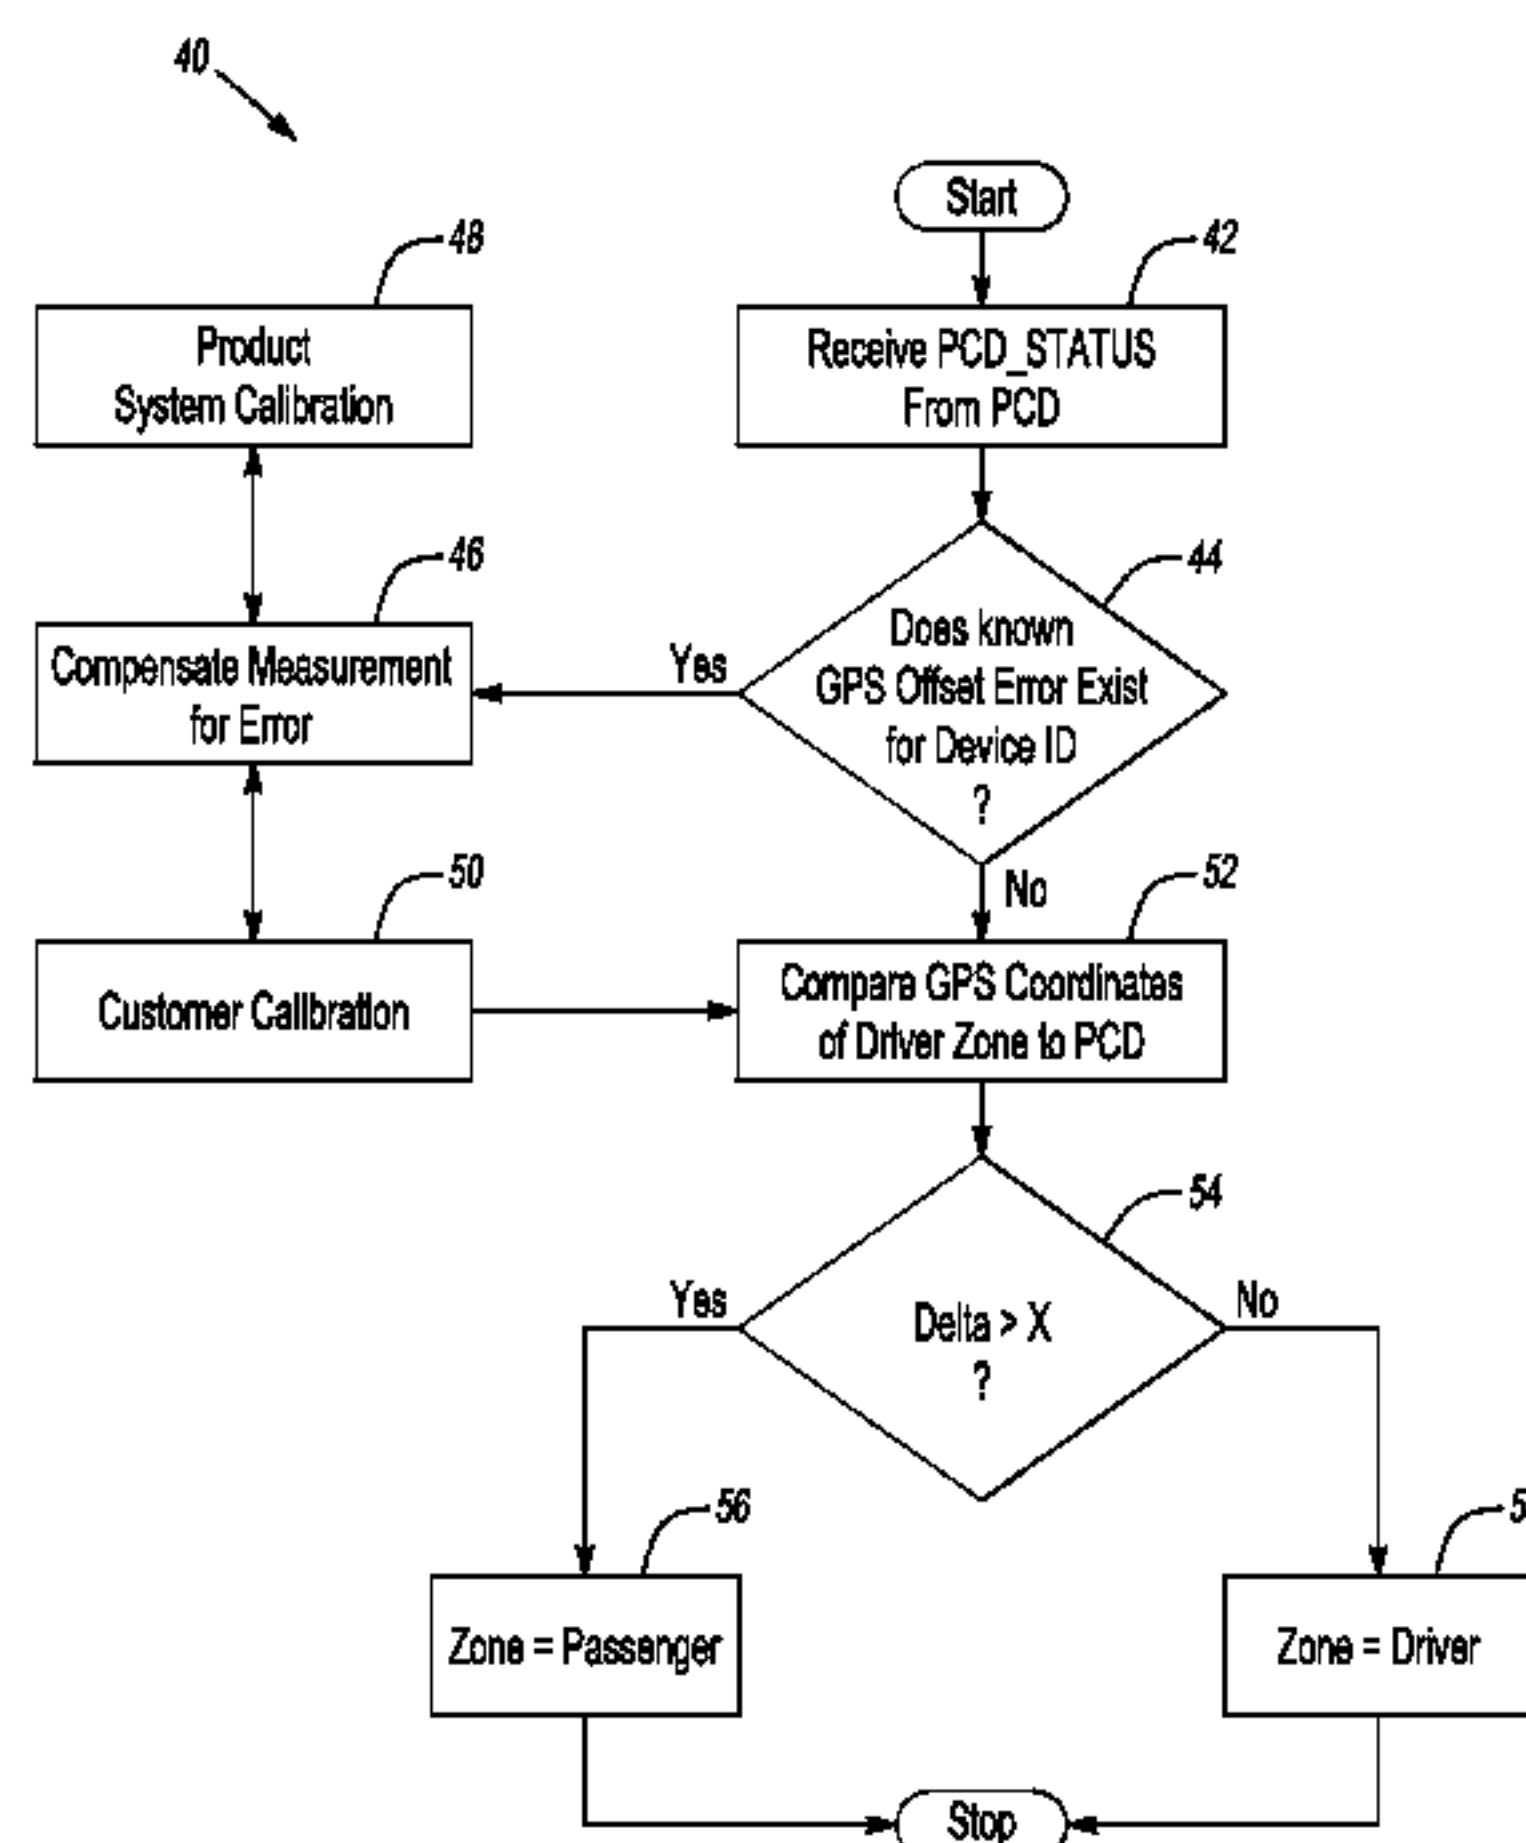 40
Start
48
42
Product
System Calibration
Receive PCD_STATUS
From PCD
46
44
Compensate Measurement
for Error
Yes
Does known
GPS Offset Error Exist
for Device ID
?
No
50
52
Customer Calibration
Compare GPS Coordinates
of Driver Zone to PCD
54
Yes
Delta > X
?
No
56
Zone = Passenger
Zone = Driver
Stop